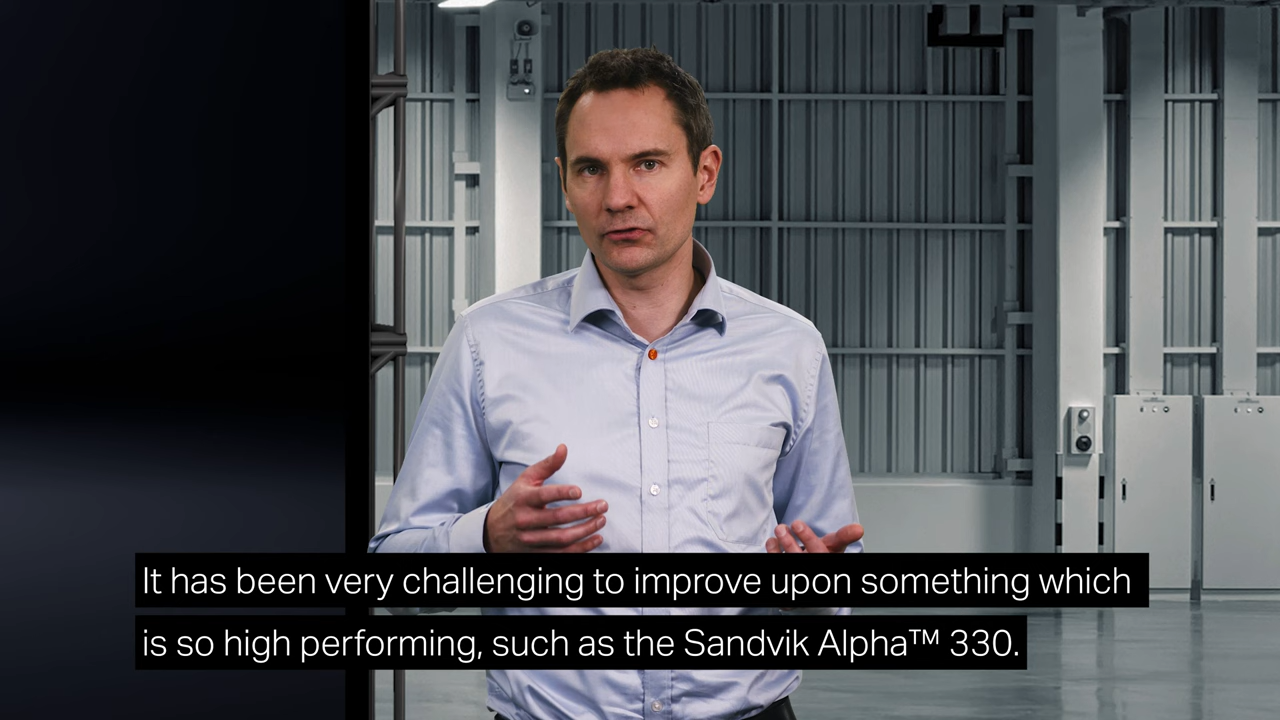 It has been very challenging to improve upon something which
is so high performing, such as the Sandvik Alpha™ 330.